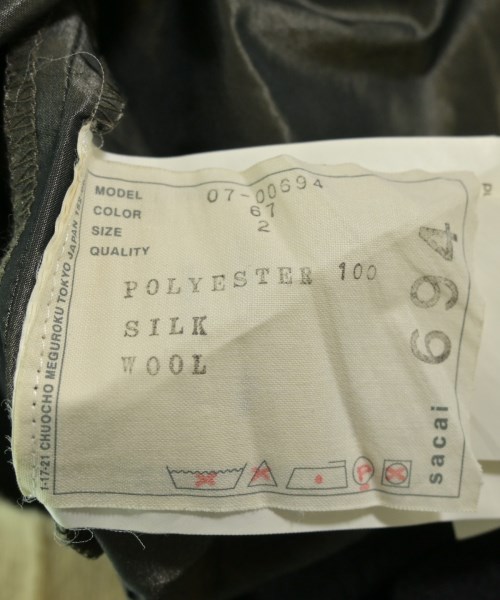 MODEL 07-00694
COLOR 67
SIZE 2
QUALITY
POLYESTER 100
SILK
WOOL
sacai 694
1-17-21 CHUOCHO MEGUROKU TOKYO JAPAN
P